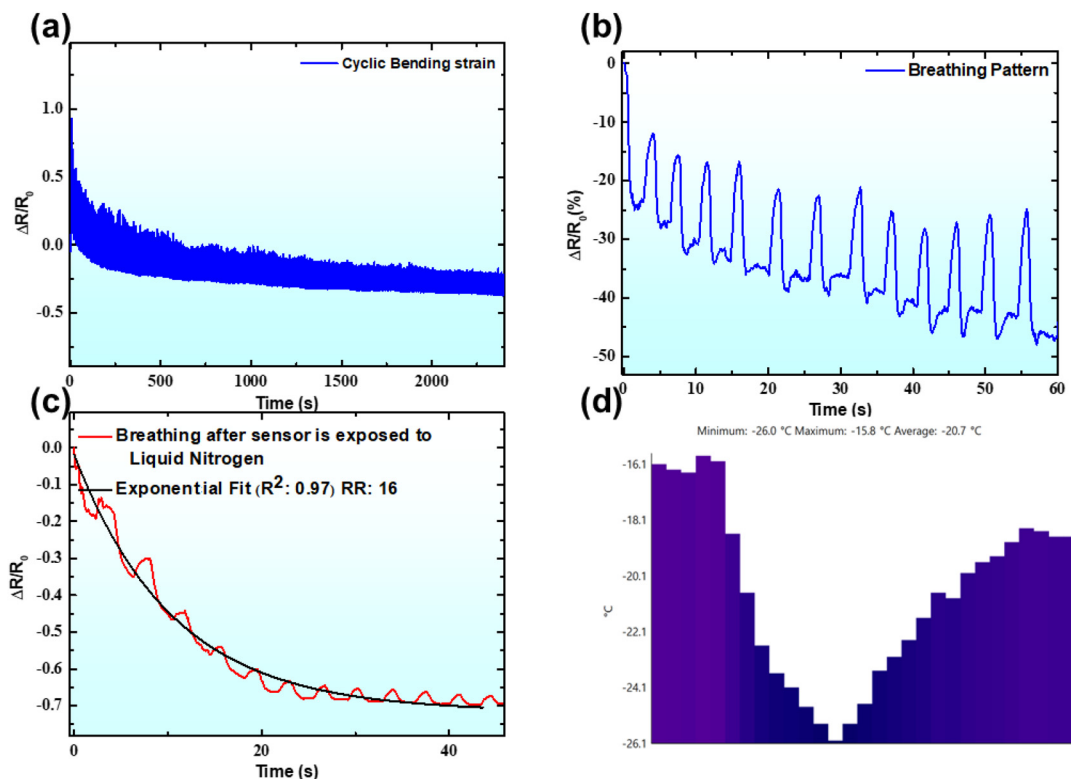 (a)
Cyclic Bending strain
1.0
0.5
0.0
-0.5
ΔR/R0
0
500
1000
1500
2000
Time (s)
(b)
Breathing Pattern
0
-10
-20
-30
-40
-50
ΔR/R0(%)
0
10
20
30
40
50
60
Time (s)
(c)
Breathing after sensor is exposed to
Liquid Nitrogen
Exponential Fit (R2: 0.97) RR: 16
0.0
-0.1
-0.2
-0.3
-0.4
-0.5
-0.6
-0.7
ΔR/R0
0
20
40
Time (s)
(d)
Minimum: -26.0 °C Maximum: -15.8 °C Average: -20.7 °C
-16.1
-18.1
-20.1
-22.1
-24.1
-26.1
°C